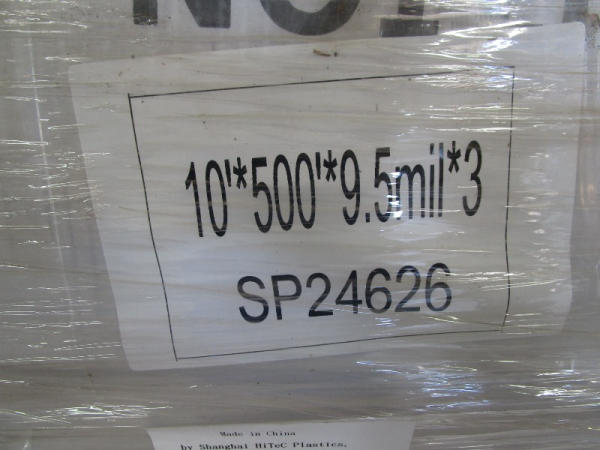 10'*500'*9.5mil*3
SP24626
Made in China
by Shanghai HiTeC Plastics,